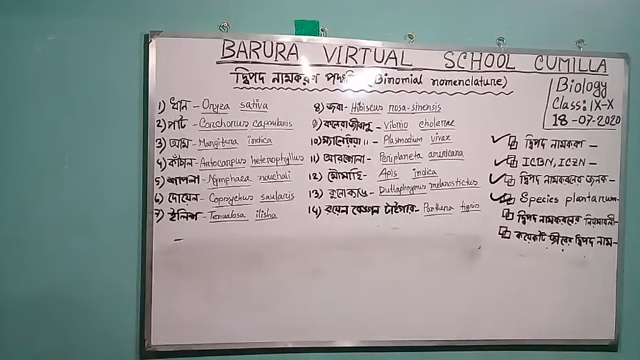 BARURA VIRTUAL SCHOOL CUMILLA
দ্বিপদ নামকরণ পদ্ধতি (Binomial nomenclature)
Biology
Class: IX-X
18-07-2020
1) ধান - Oryza sativa
2) পাট - Corchorus capsularis
3) আম - Mangifera indica
4) কাঁঠাল - Artocarpus heterophyllus
5) শাপলা - Nymphaea nouchali
6) দোয়েল - Copsychus saularis
7) ইলিশ - Tenualosa ilisha
8) জবা - Hibiscus rosa-sinensis
9) কলেরা জীবাণু - Vibrio cholerae
10) ম্যালেরিয়া " - Plasmodium vivax
11) আরশোলা - Periplaneta americana
12) মৌমাছি - Apis indica
13) কুনোব্যাঙ - Duttaphrynus melanostictus
14) রয়েল বেঙ্গল টাইগার - Panthera tigris
দ্বিপদ নামকরণ -
ICBN, ICZN -
দ্বিপদ নামকরণের জনক -
Species plantarum -
দ্বিপদ নামকরণের নিয়মাবলী -
কয়েকটি জীবের দ্বিপদ নাম -